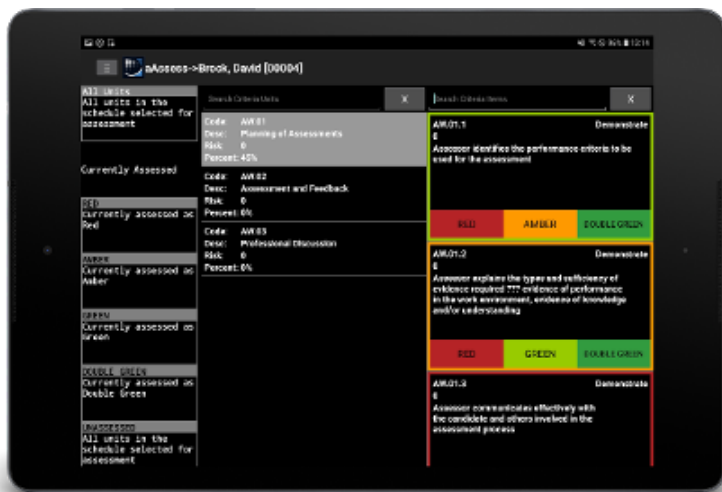 aAssess->Brook, David [00004]
All Units
All units in the
schedule selected for
assessment
Currently Assessed
RED
Currently assessed as
Red
AMBER
Currently assessed as
Amber
GREEN
Currently assessed as
Green
DOUBLE GREEN
Currently assessed as
Double Green
UNASSESSED
All units in the
schedule selected for
assessment
Search Criteria Units
X
Code: AW 01
Desc: Planning of Assessments
Risk: 0
Percent: 45%
Code: AW 02
Desc: Assessment and Feedback
Risk: 0
Percent: 0%
Code: AW 03
Desc: Professional Discussion
Risk: 0
Percent: 0%
Search Criteria Items
X
AW.01.1 Demonstrate
Assessor identifies the performance criteria to be
used for the assessment
RED AMBER DOUBLE GREEN
AW.01.2 Demonstrate
Assessor explains the types and sufficiency of
evidence required ??? evidence of performance
in the work environment, evidence of knowledge
and/or understanding
RED GREEN DOUBLE GREEN
AW.01.3 Demonstrate
Assessor communicates effectively with
the candidate and others involved in the
assessment process